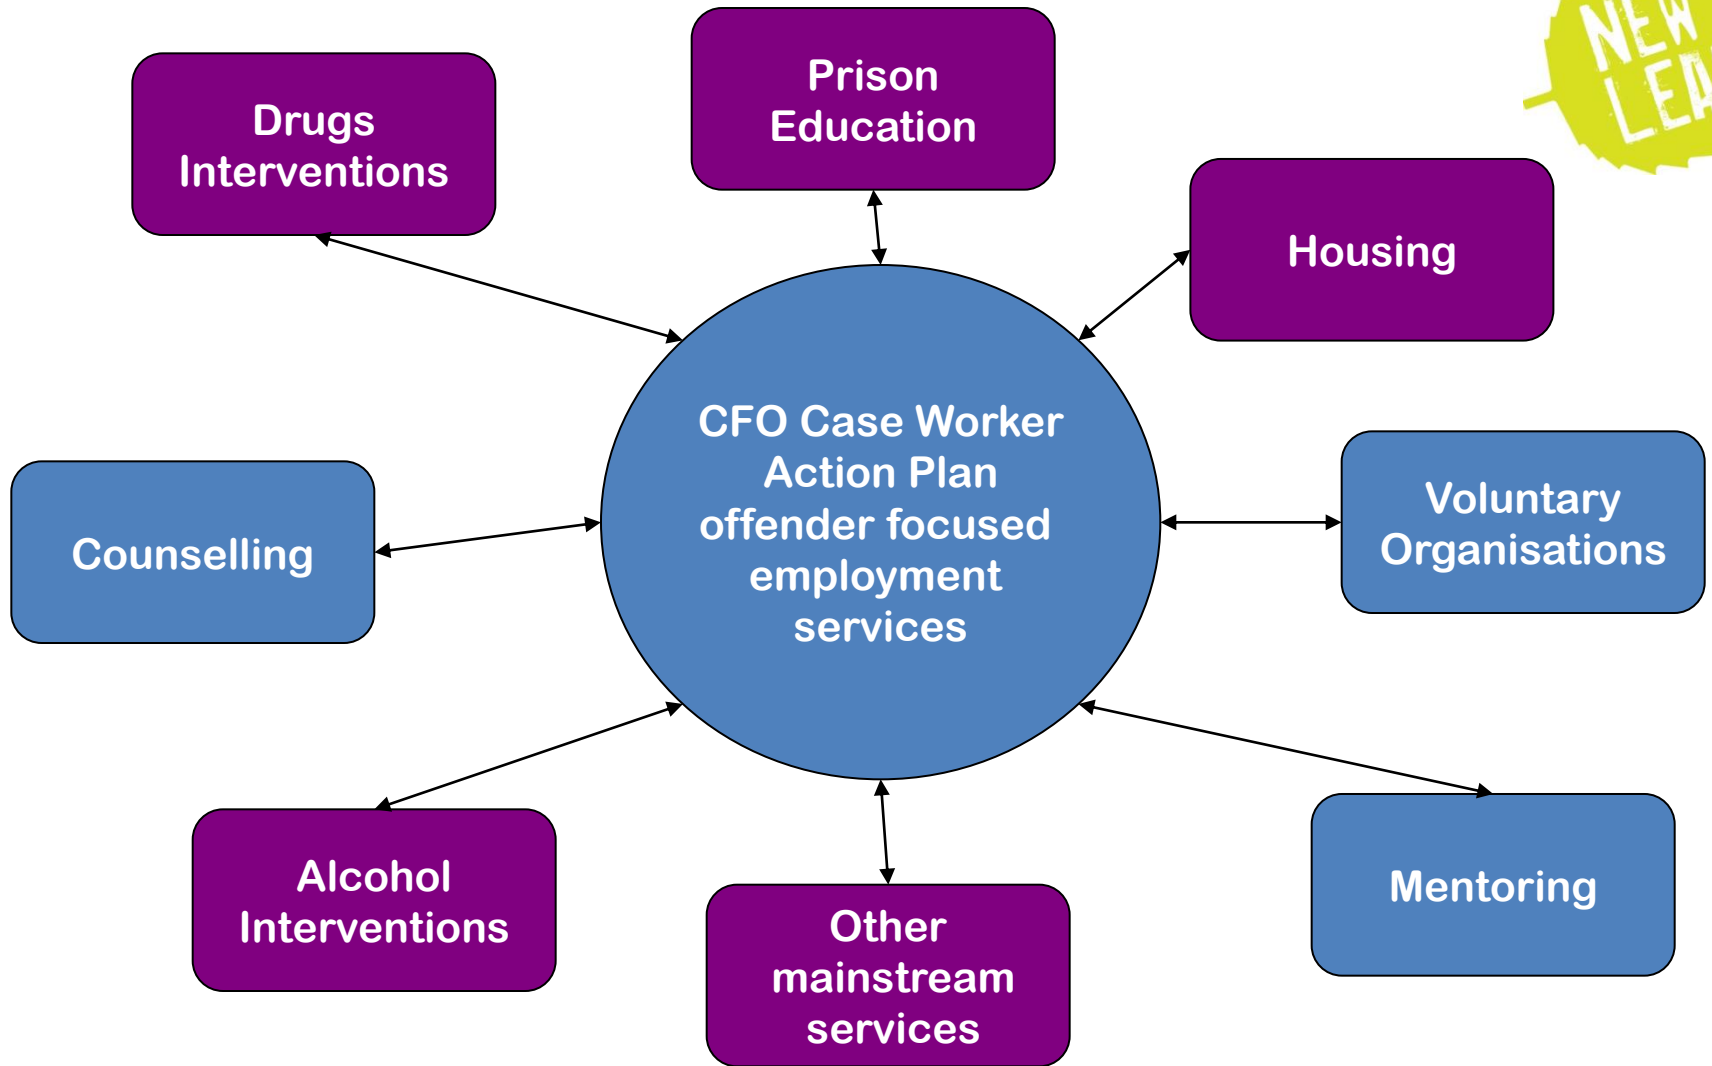 Prison
Education
NEW
Drugs
Interventions
Housing
CFO Case Worker
Action Plan
offender focused
employment
services
Counselling
Voluntary
Organisations
Alcohol
Interventions
Other
mainstream
services
Mentoring